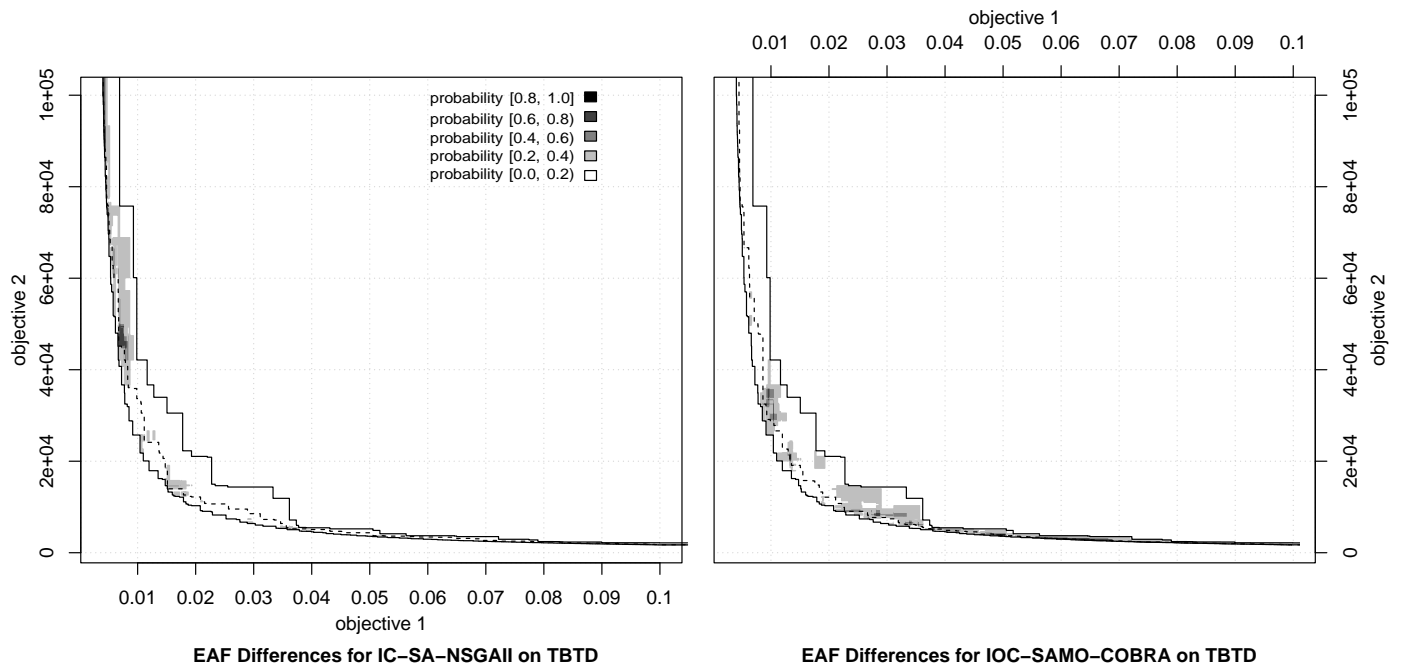 objective 1
0.01 0.02 0.03 0.04 0.05 0.06 0.07 0.08 0.09 0.1
probability [0.8, 1.0]
probability [0.6, 0.8)
probability [0.4, 0.6)
probability [0.2, 0.4)
probability [0.0, 0.2)
objective 2
0 2e+04 4e+04 6e+04 8e+04 1e+05
0 2e+04 4e+04 6e+04 8e+04 1e+05
objective 2
0.01 0.02 0.03 0.04 0.05 0.06 0.07 0.08 0.09 0.1
objective 1
EAF Differences for IC−SA−NSGAII on TBTD
EAF Differences for IOC−SAMO−COBRA on TBTD